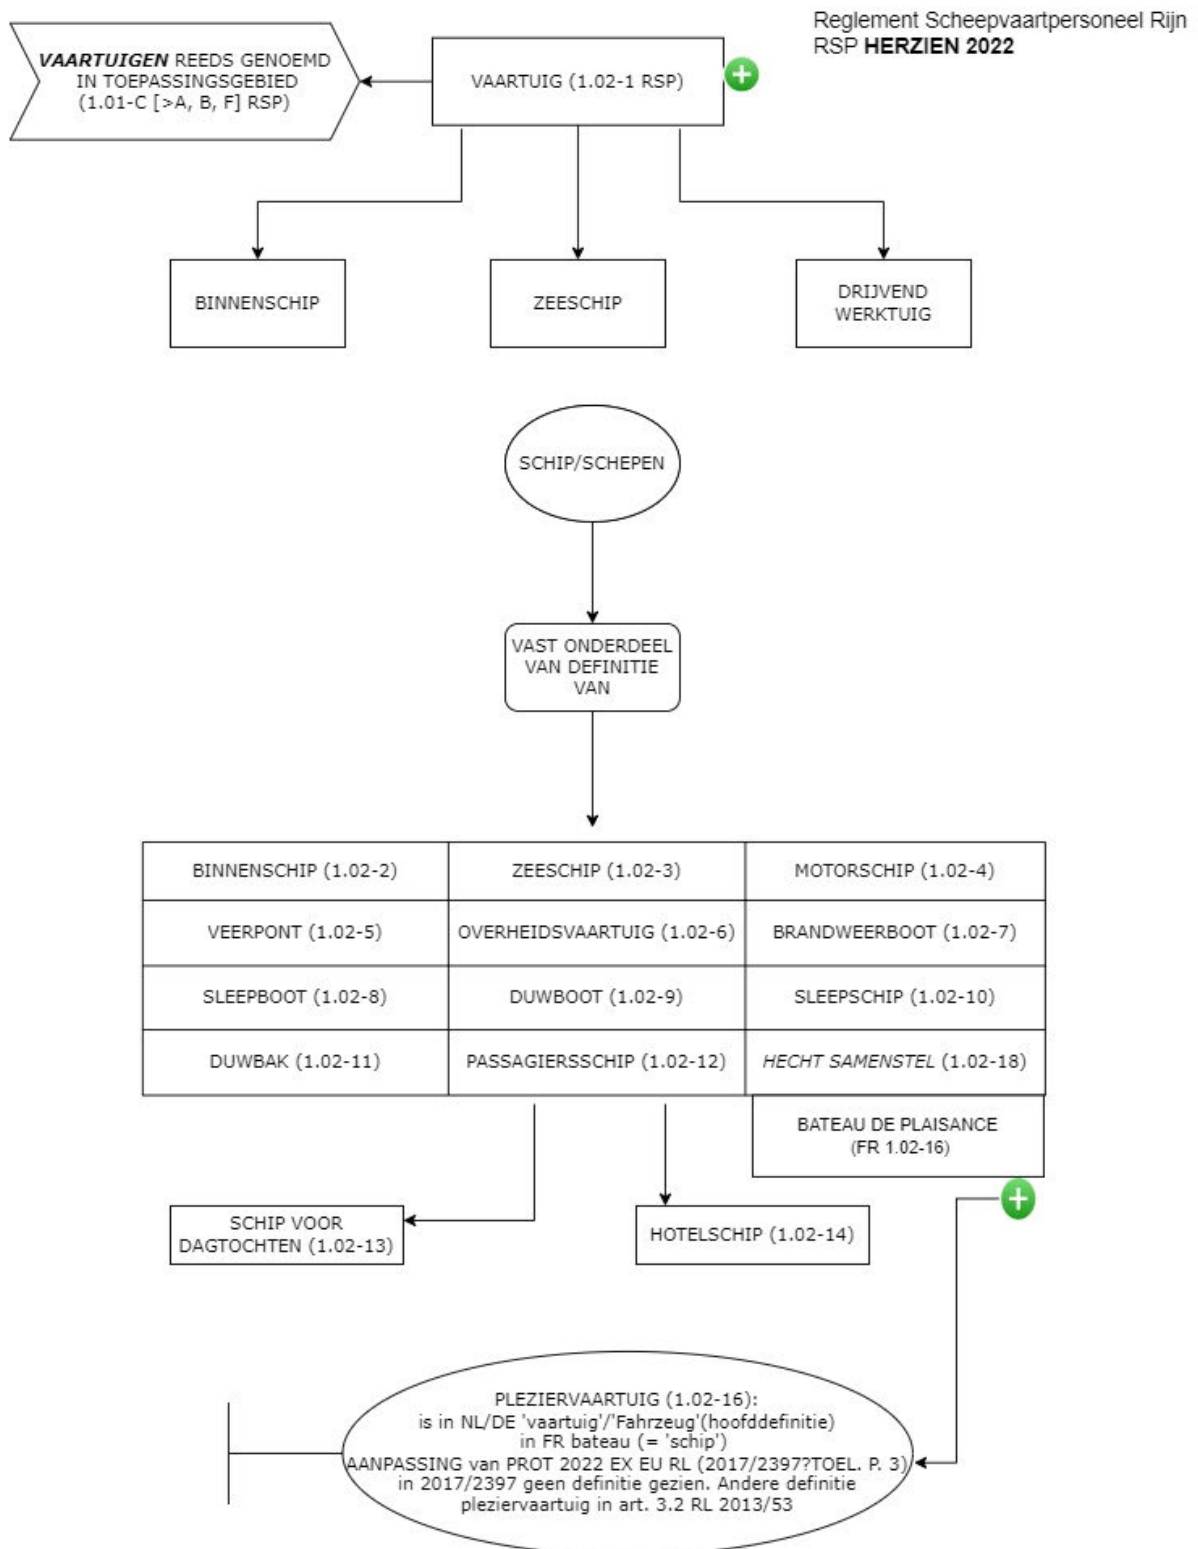 Reglement Scheepvaartpersoneel Rijn
RSP HERZIEN 2022
VAARTUIGEN REEDS GENOEMD
IN TOEPASSINGSGEBIED
(1.01-C [>A, B, F] RSP)
VAARTUIG (1.02-1 RSP)
BINNENSCHIP
ZEESCHIP
DRIJVEND
WERKTUIG
SCHIP/SCHEPEN
VAST ONDERDEEL
VAN DEFINITIE
VAN
BINNENSCHIP (1.02-2)
ZEESCHIP (1.02-3)
MOTORSCHIP (1.02-4)
VEERPONT (1.02-5)
OVERHEIDSVAARTUIG (1.02-6)
BRANDWEERBOOT (1.02-7)
SLEEPBOOT (1.02-8)
DUWBOOT (1.02-9)
SLEEPSCHIP (1.02-10)
DUWBAK (1.02-11)
PASSAGIERSSCHIP (1.02-12)
HECHT SAMENSTEL (1.02-18)
BATEAU DE PLAISANCE
(FR 1.02-16)
SCHIP VOOR
DAGTOCHTEN (1.02-13)
HOTELSCHIP (1.02-14)
PLEZIERVAARTUIG (1.02-16):
is in NL/DE 'vaartuig'/'Fahrzeug'(hoofddefinitie)
in FR bateau (= 'schip')
AANPASSING van PROT 2022 EX EU RL (2017/2397?TOEL. P. 3)
in 2017/2397 geen definitie gezien. Andere definitie
pleziervaartuig in art. 3.2 RL 2013/53